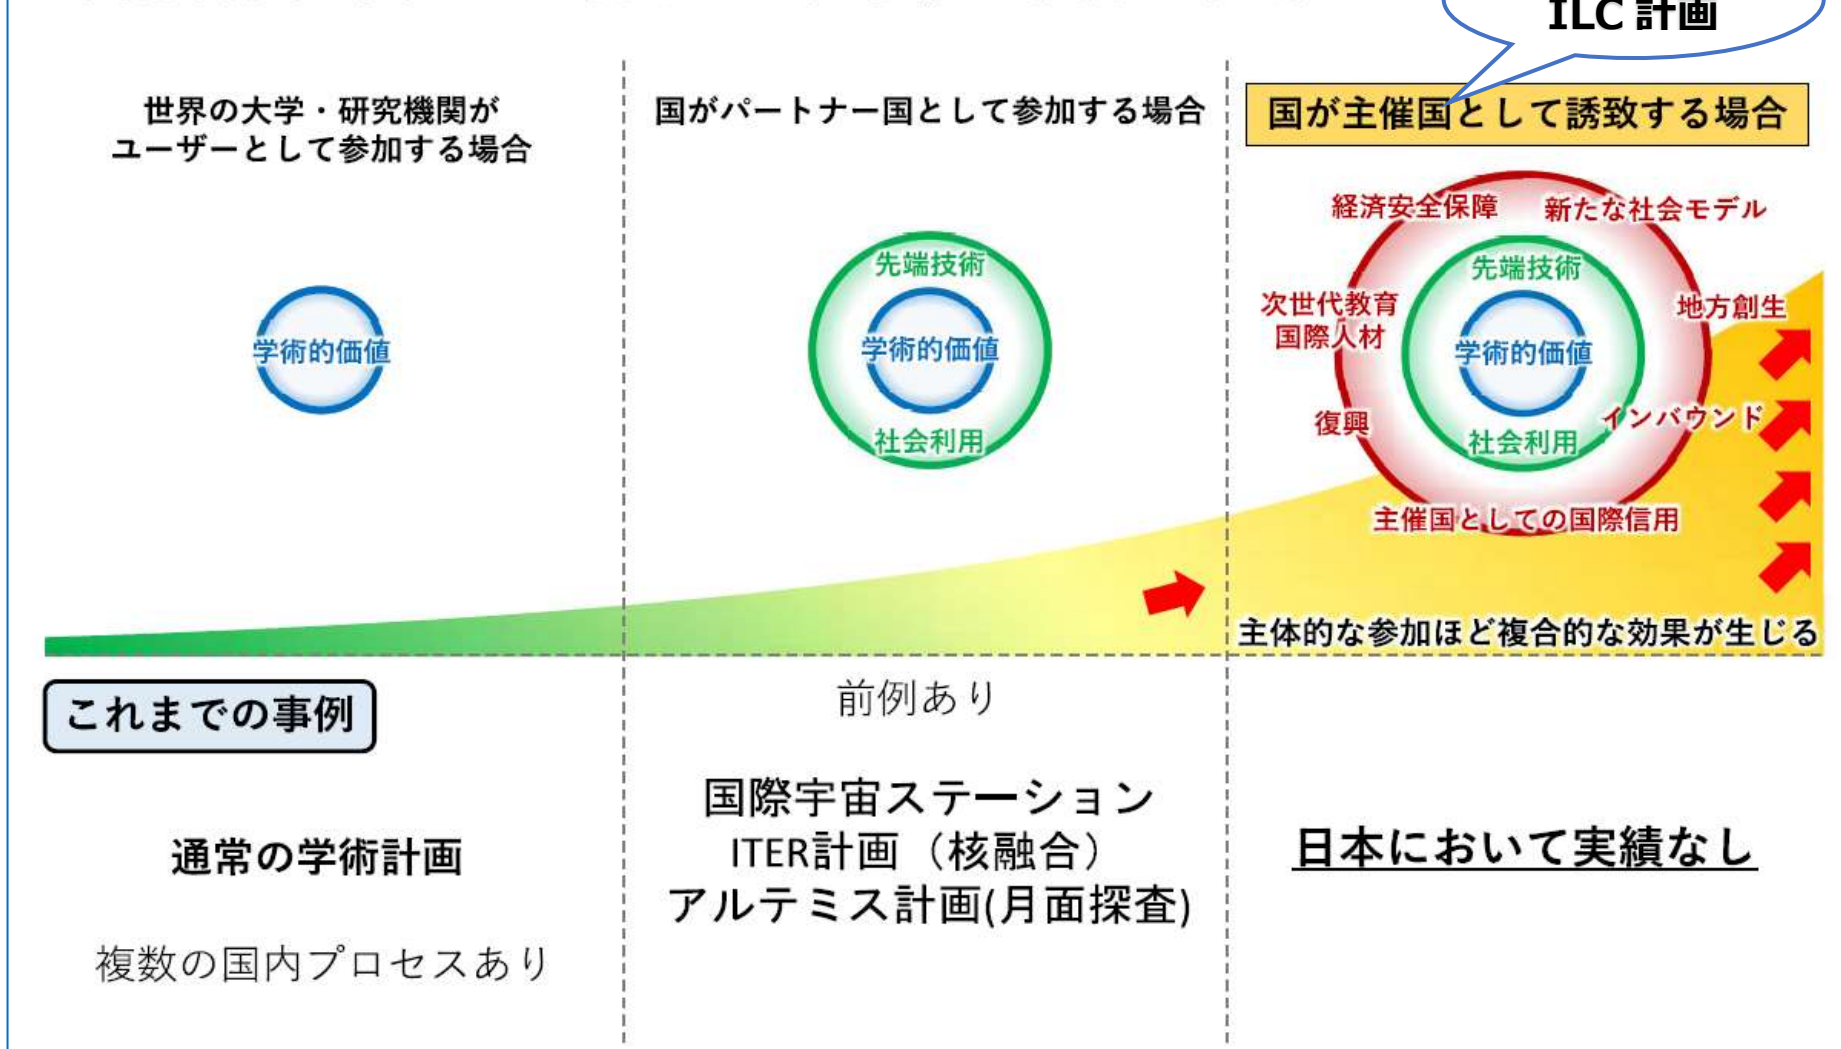 ILC 計画
世界の大学・研究機関が
ユーザーとして参加する場合
国がパートナー国として参加する場合
国が主催国として誘致する場合
学術的価値
先端技術
学術的価値
社会利用
経済安全保障
新たな社会モデル
先端技術
次世代教育
国際人材
地方創生
学術的価値
復興
インバウンド
社会利用
主催国としての国際信用
主体的な参加ほど複合的な効果が生じる
これまでの事例
通常の学術計画
複数の国内プロセスあり
前例あり
国際宇宙ステーション
ITER計画（核融合）
アルテミス計画(月面探査)
日本において実績なし